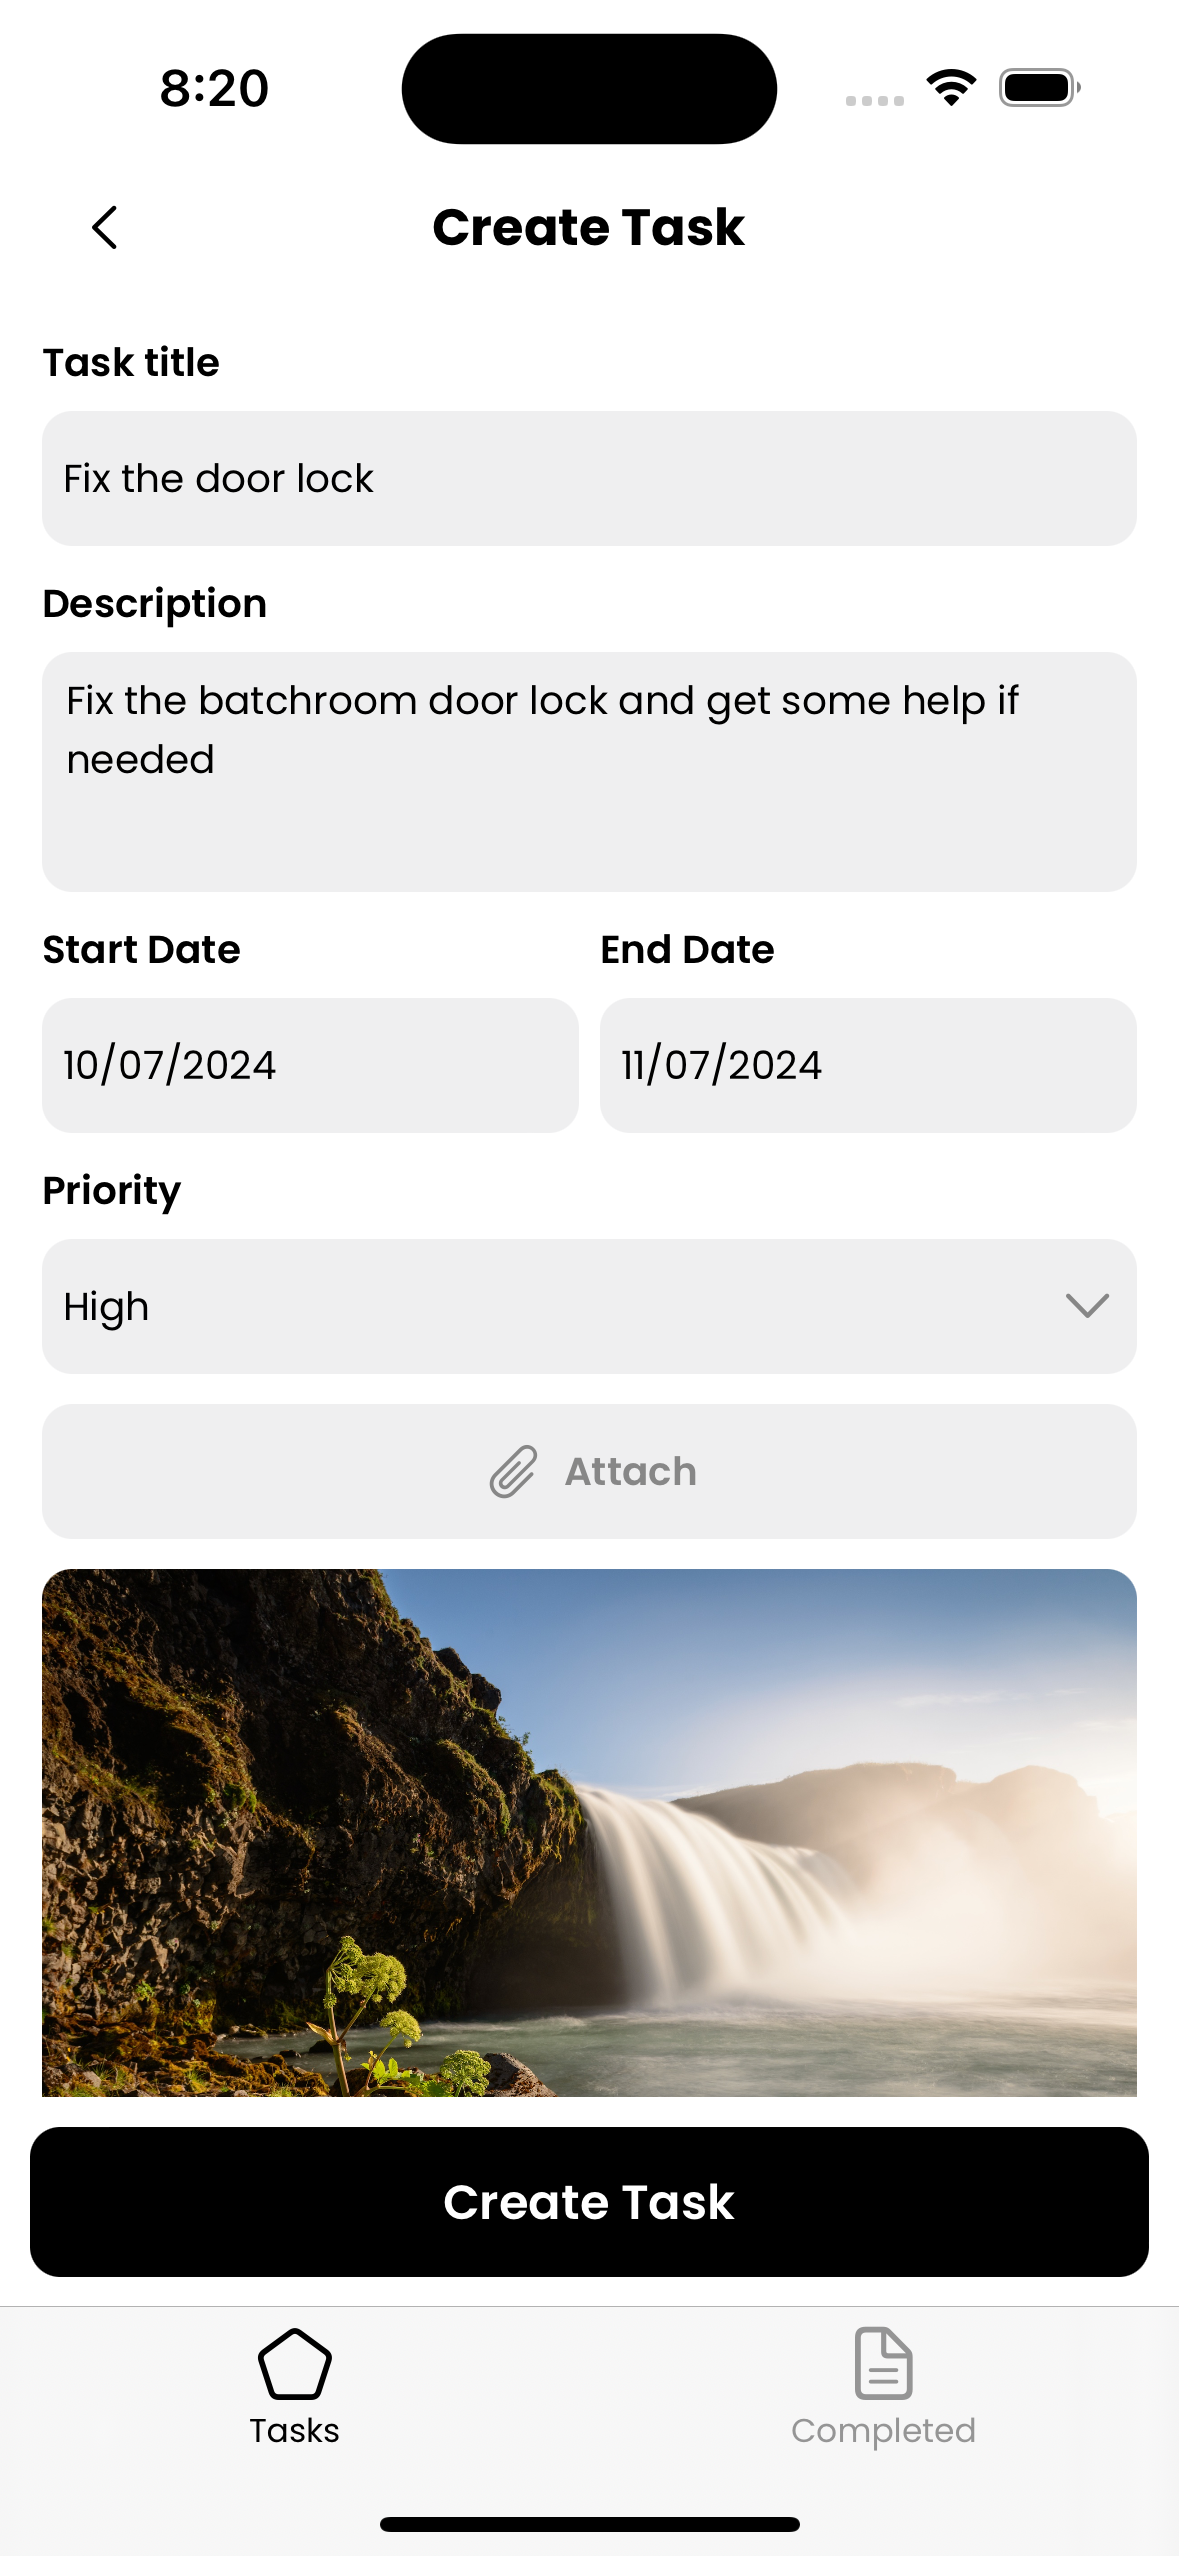 8:20
Create Task
Task title
Fix the door lock
Description
Fix the batchroom door lock and get some help if
needed
Start Date
End Date
10/07/2024
11/07/2024
Priority
High
Attach
Create Task
Tasks
Completed